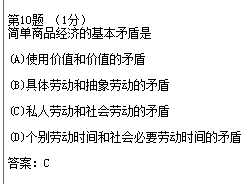 第10题 (1分)
简单商品经济的基本矛盾是
(A)使用价值和价值的矛盾
(B)具体劳动和抽象劳动的矛盾
(C)私人劳动和社会劳动的矛盾
(D)个别劳动时间和社会必要劳动时间的矛盾
答案：C